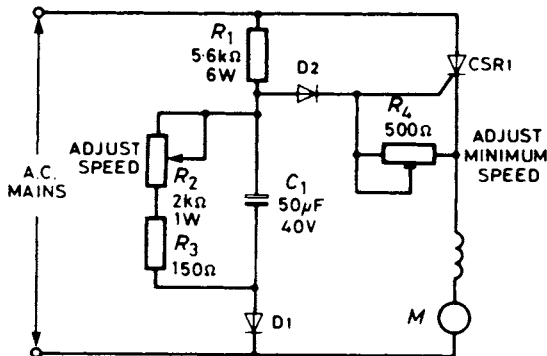 R1
5·6kΩ
6W
D2
CSR1
R4
500Ω
ADJUST
MINIMUM
SPEED
ADJUST
SPEED
R2
2kΩ
1W
C1
50µF
40V
A.C.
MAINS
R3
150Ω
D1
M